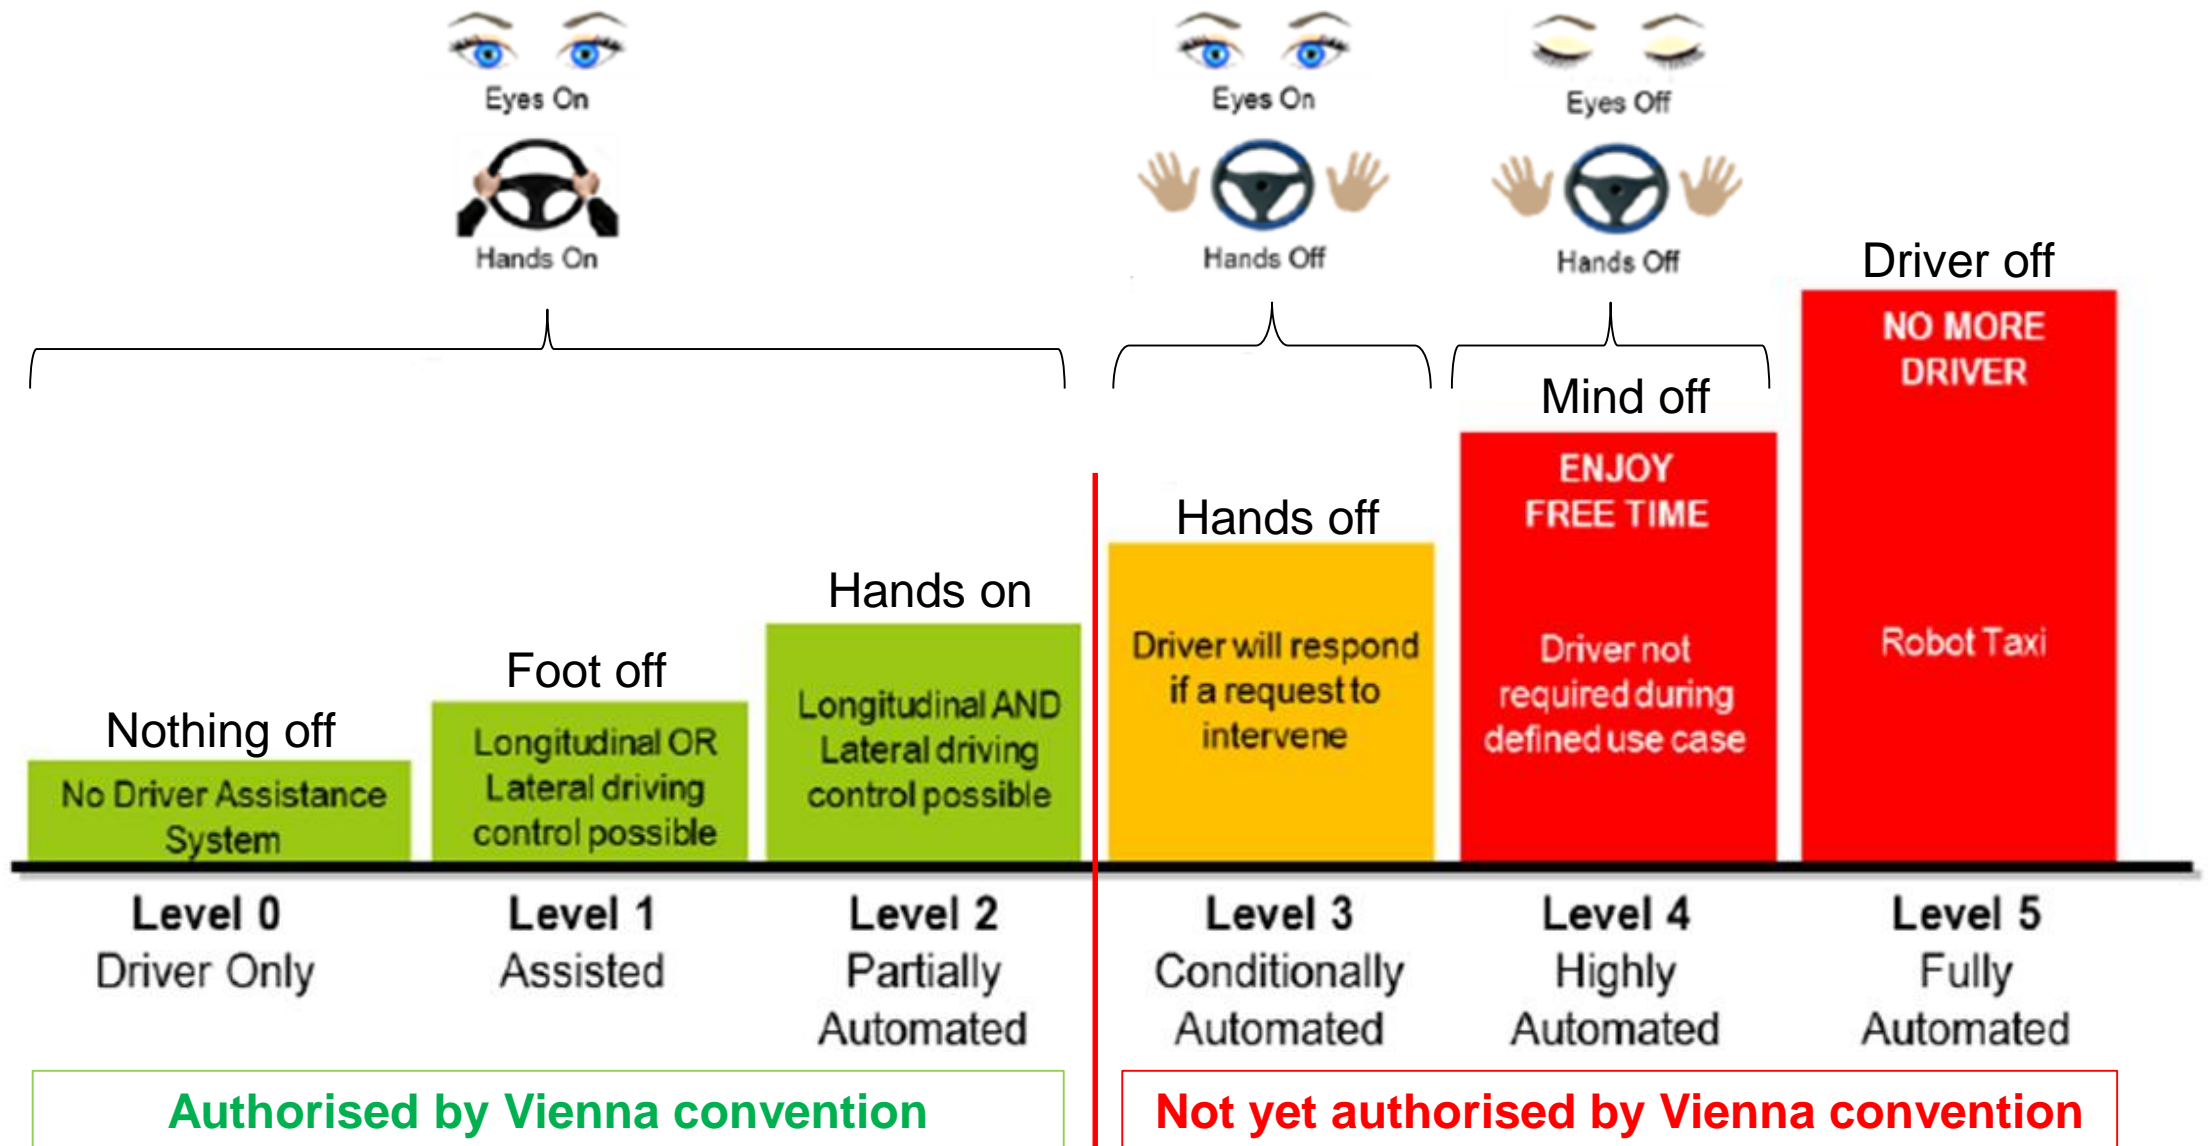 Eyes On
Hands On
Eyes On
Hands Off
Eyes Off
Hands Off
Nothing off
No Driver Assistance
System
Foot off
Longitudinal OR
Lateral driving
control possible
Hands on
Longitudinal AND
Lateral driving
control possible
Hands off
Driver will respond
if a request to
intervene
Mind off
ENJOY
FREE TIME
Driver not
required during
defined use case
Driver off
NO MORE
DRIVER
Robot Taxi
Level 0
Driver Only
Level 1
Assisted
Level 2
Partially
Automated
Level 3
Conditionally
Automated
Level 4
Highly
Automated
Level 5
Fully
Automated
Authorised by Vienna convention
Not yet authorised by Vienna convention